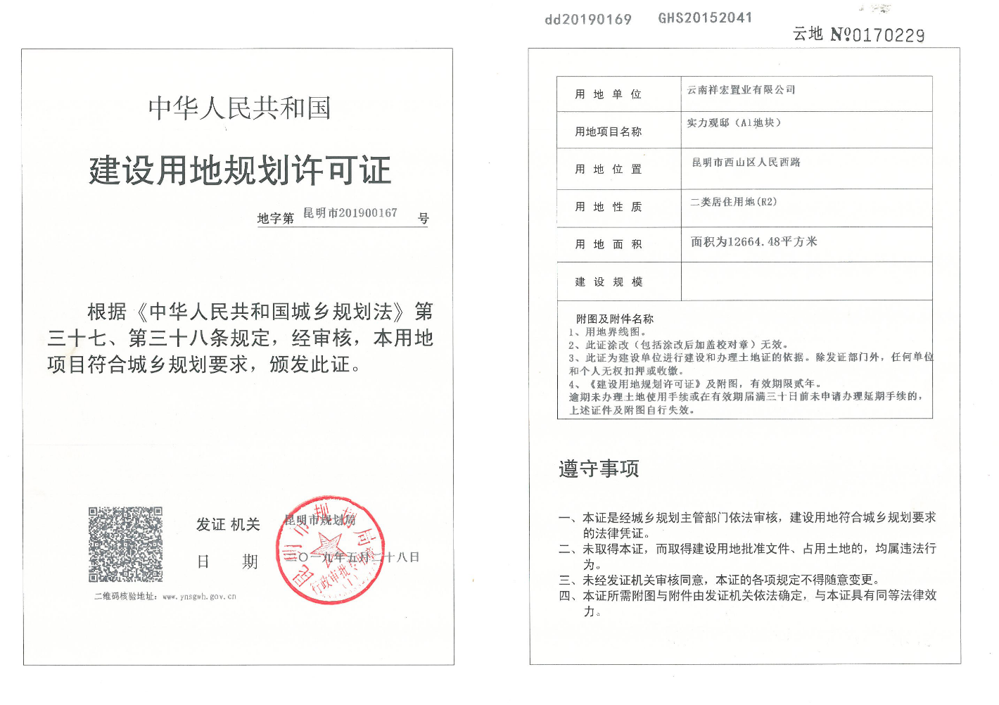 中华人民共和国
建设用地规划许可证
地字第 昆明市201900167 号
根据《中华人民共和国城乡规划法》第
三十七、第三十八条规定，经审核，本用地
项目符合城乡规划要求，颁发此证。
发证机关 昆明市规划局
日 期 二〇一九年五月二十八日
昆明市规划局
行政审批专用章
(1)
二维码核验地址：www.ynsgwh.gov.cn
dd20190169 GHS20152041
云地 №0170229
用地单位 云南祥宏置业有限公司
用地项目名称 实力观邸（A1地块）
用地位置 昆明市西山区人民西路
用地性质 二类居住用地(R2)
用地面积 面积为12664.48平方米
建设规模
附图及附件名称
1、用地界线图。
2、此证涂改（包括涂改后加盖校对章）无效。
3、此证为建设单位进行建设和办理土地证的依据。除发证部门外，任何单位
和个人无权扣押或收缴。
4、《建设用地规划许可证》及附图，有效期限贰年。
逾期未办理土地使用手续或在有效期届满三十日前未申请办理延期手续的，
上述证件及附图自行失效。
遵守事项
一、本证是经城乡规划主管部门依法审核，建设用地符合城乡规划要求
的法律凭证。
二、未取得本证，而取得建设用地批准文件、占用土地的，均属违法行
为。
三、未经发证机关审核同意，本证的各项规定不得随意变更。
四、本证所需附图与附件由发证机关依法确定，与本证具有同等法律效
力。